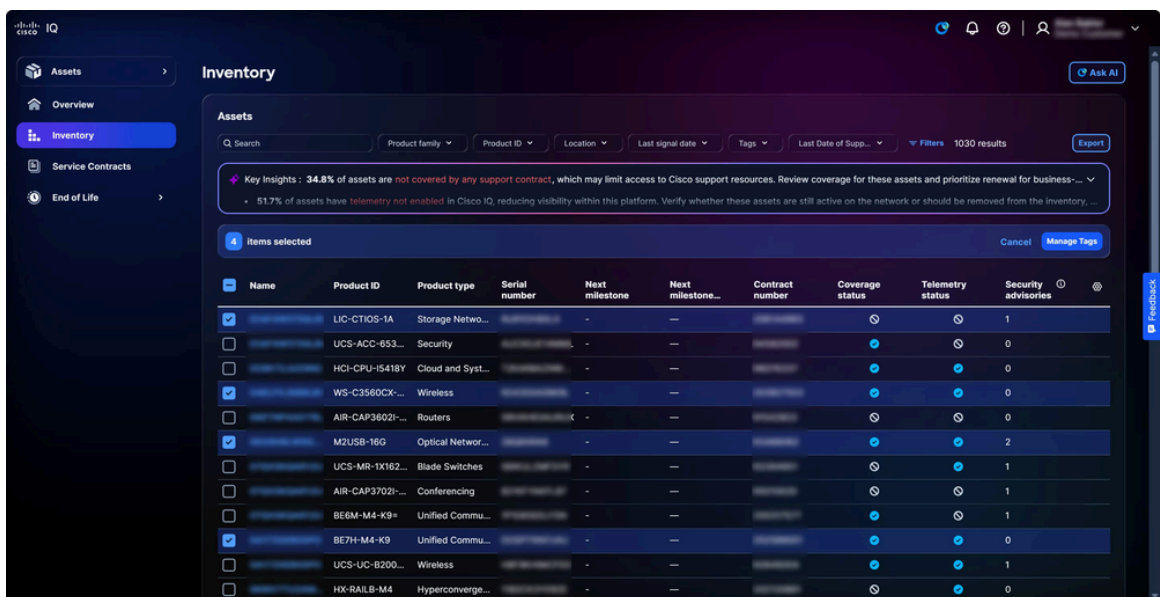 CISCO IQ
Assets
Overview
Inventory
Service Contracts
End of Life
Inventory
Ask AI
Assets
Search
Product family
Product ID
Location
Last signal date
Tags
Last Date of Supp...
Filters
1030 results
Export
Key Insights : 34.8% of assets are not covered by any support contract, which may limit access to Cisco support resources. Review coverage for these assets and prioritize renewal for business-...
• 51.7% of assets have telemetry not enabled in Cisco IQ, reducing visibility within this platform. Verify whether these assets are still active on the network or should be removed from the inventory, ...
4 items selected
Cancel
Manage Tags
Name Product ID Product type Serial number Next milestone Next milestone... Contract number Coverage status Telemetry status Security advisories
LIC-CTIOS-1A Storage Netwo... - — 1
UCS-ACC-653... Security - — 0
HCI-CPU-I5418Y Cloud and Syst... - — 0
WS-C3560CX-... Wireless - — 0
AIR-CAP3602I-... Routers - — 0
M2USB-16G Optical Networ... - — 2
UCS-MR-1X162... Blade Switches - — 1
AIR-CAP3702I-... Conferencing - — 1
BE6M-M4-K9= Unified Commu... - — 1
BE7H-M4-K9 Unified Commu... - — 0
UCS-UC-B200... Wireless - — 1
HX-RAILB-M4 Hyperconverge... - — 0
Feedback